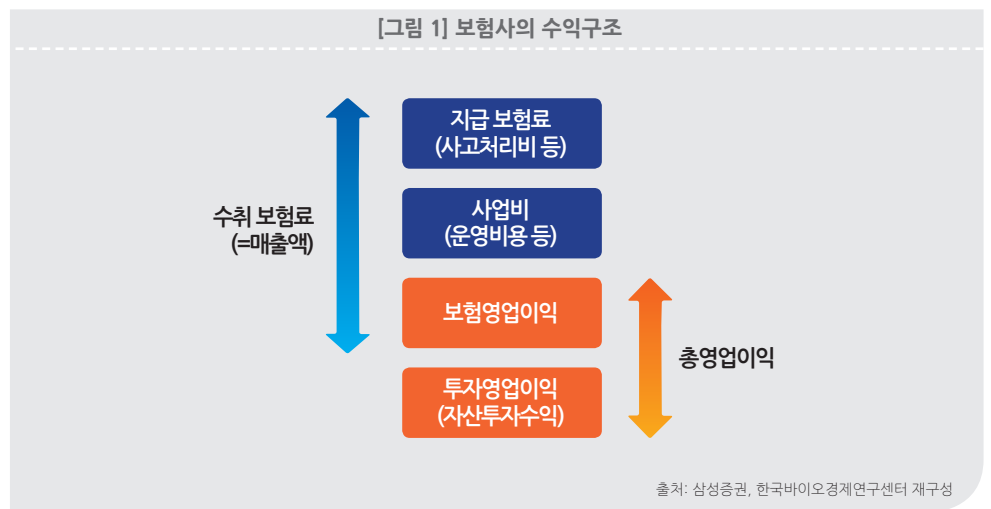 [그림 1] 보험사의 수익구조
지급 보험료
(사고처리비 등)
사업비
(운영비용 등)
수취 보험료
(=매출액)
보험영업이익
총영업이익
투자영업이익
(자산투자수익)
출처: 삼성증권, 한국바이오경제연구센터 재구성